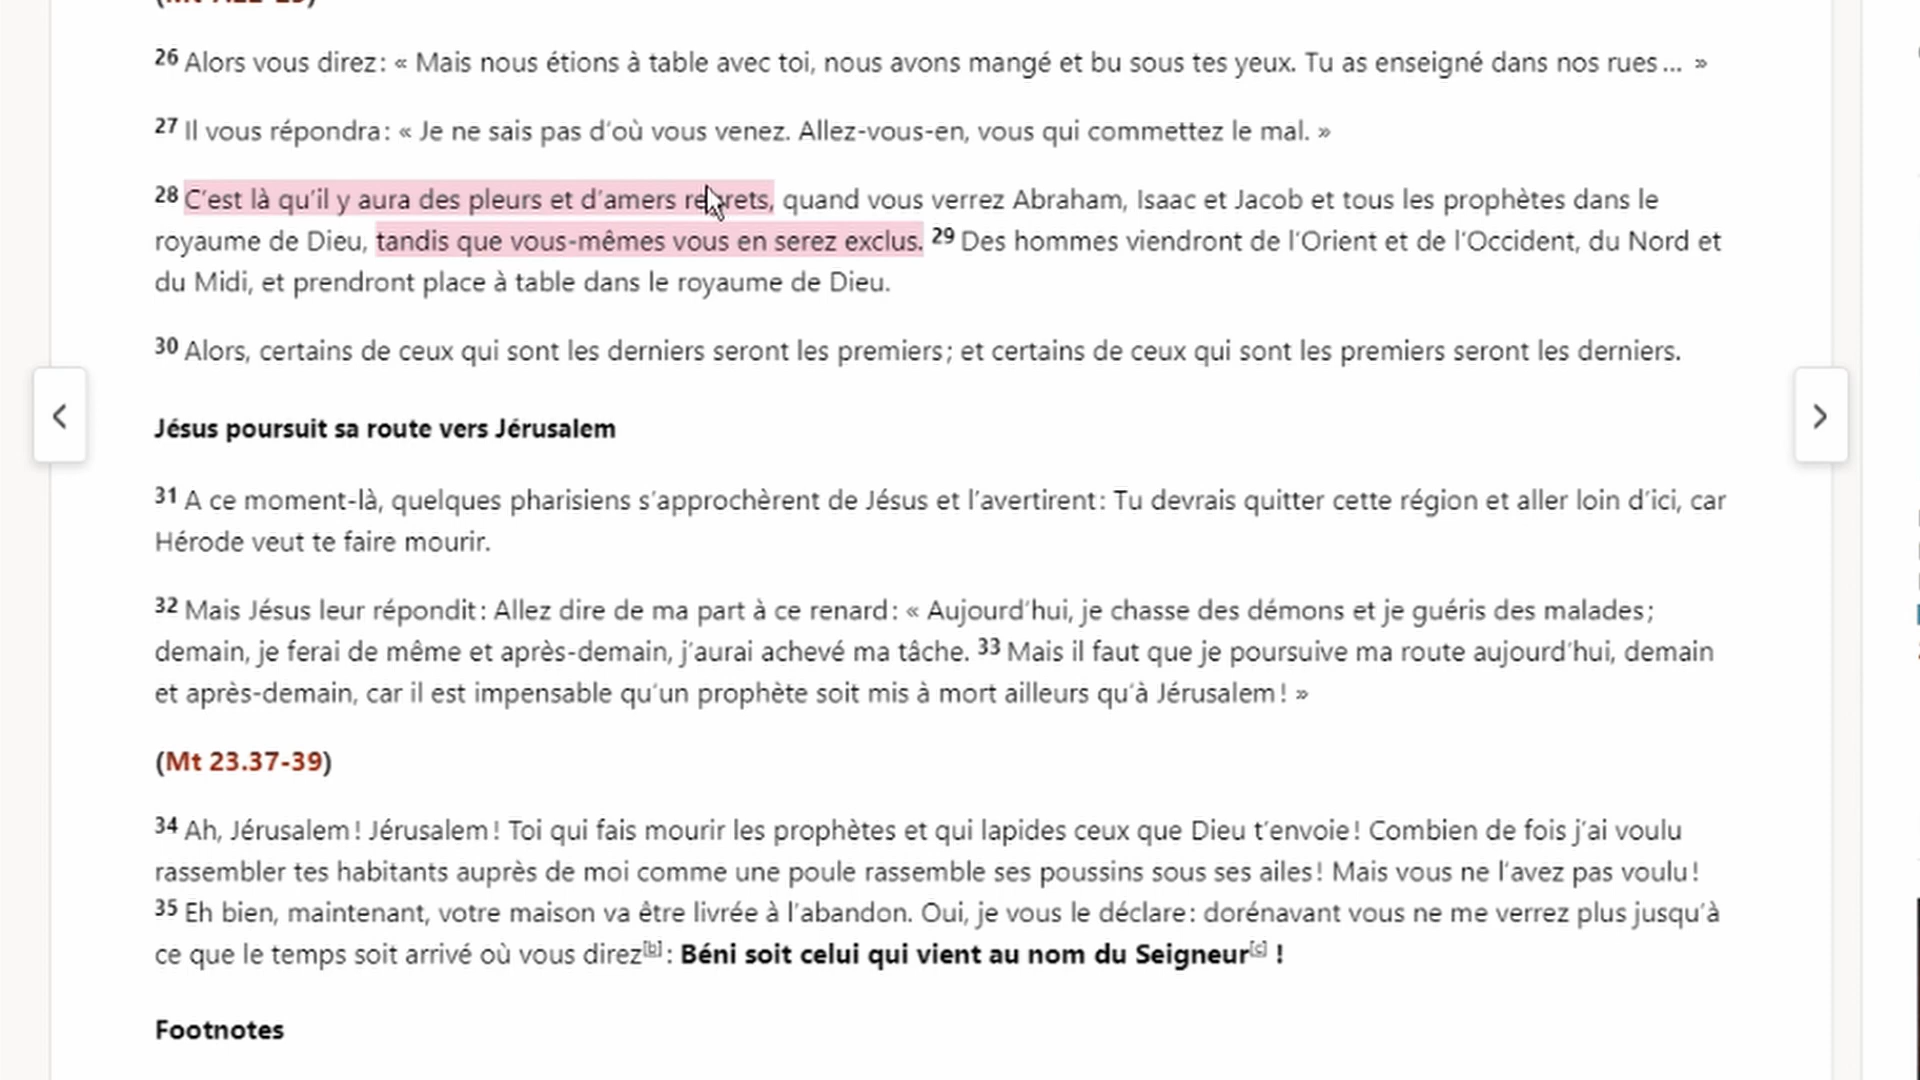 26 Alors vous direz : « Mais nous étions à table avec toi, nous avons mangé et bu sous tes yeux. Tu as enseigné dans nos rues… »
27 Il vous répondra : « Je ne sais pas d'où vous venez. Allez-vous-en, vous qui commettez le mal. »
28 C'est là qu'il y aura des pleurs et d'amers regrets, quand vous verrez Abraham, Isaac et Jacob et tous les prophètes dans le
royaume de Dieu, tandis que vous-mêmes vous en serez exclus. 29 Des hommes viendront de l'Orient et de l'Occident, du Nord et
du Midi, et prendront place à table dans le royaume de Dieu.
30 Alors, certains de ceux qui sont les derniers seront les premiers ; et certains de ceux qui sont les premiers seront les derniers.
Jésus poursuit sa route vers Jérusalem
31 A ce moment-là, quelques pharisiens s'approchèrent de Jésus et l'avertirent : Tu devrais quitter cette région et aller loin d'ici, car
Hérode veut te faire mourir.
32 Mais Jésus leur répondit : Allez dire de ma part à ce renard : « Aujourd'hui, je chasse des démons et je guéris des malades ;
demain, je ferai de même et après-demain, j'aurai achevé ma tâche. 33 Mais il faut que je poursuive ma route aujourd'hui, demain
et après-demain, car il est impensable qu'un prophète soit mis à mort ailleurs qu'à Jérusalem ! »
(Mt 23.37-39)
34 Ah, Jérusalem ! Jérusalem ! Toi qui fais mourir les prophètes et qui lapides ceux que Dieu t'envoie ! Combien de fois j'ai voulu
rassembler tes habitants auprès de moi comme une poule rassemble ses poussins sous ses ailes ! Mais vous ne l'avez pas voulu !
35 Eh bien, maintenant, votre maison va être livrée à l'abandon. Oui, je vous le déclare : dorénavant vous ne me verrez plus jusqu'à
ce que le temps soit arrivé où vous direz[b] : Béni soit celui qui vient au nom du Seigneur[c] !
Footnotes